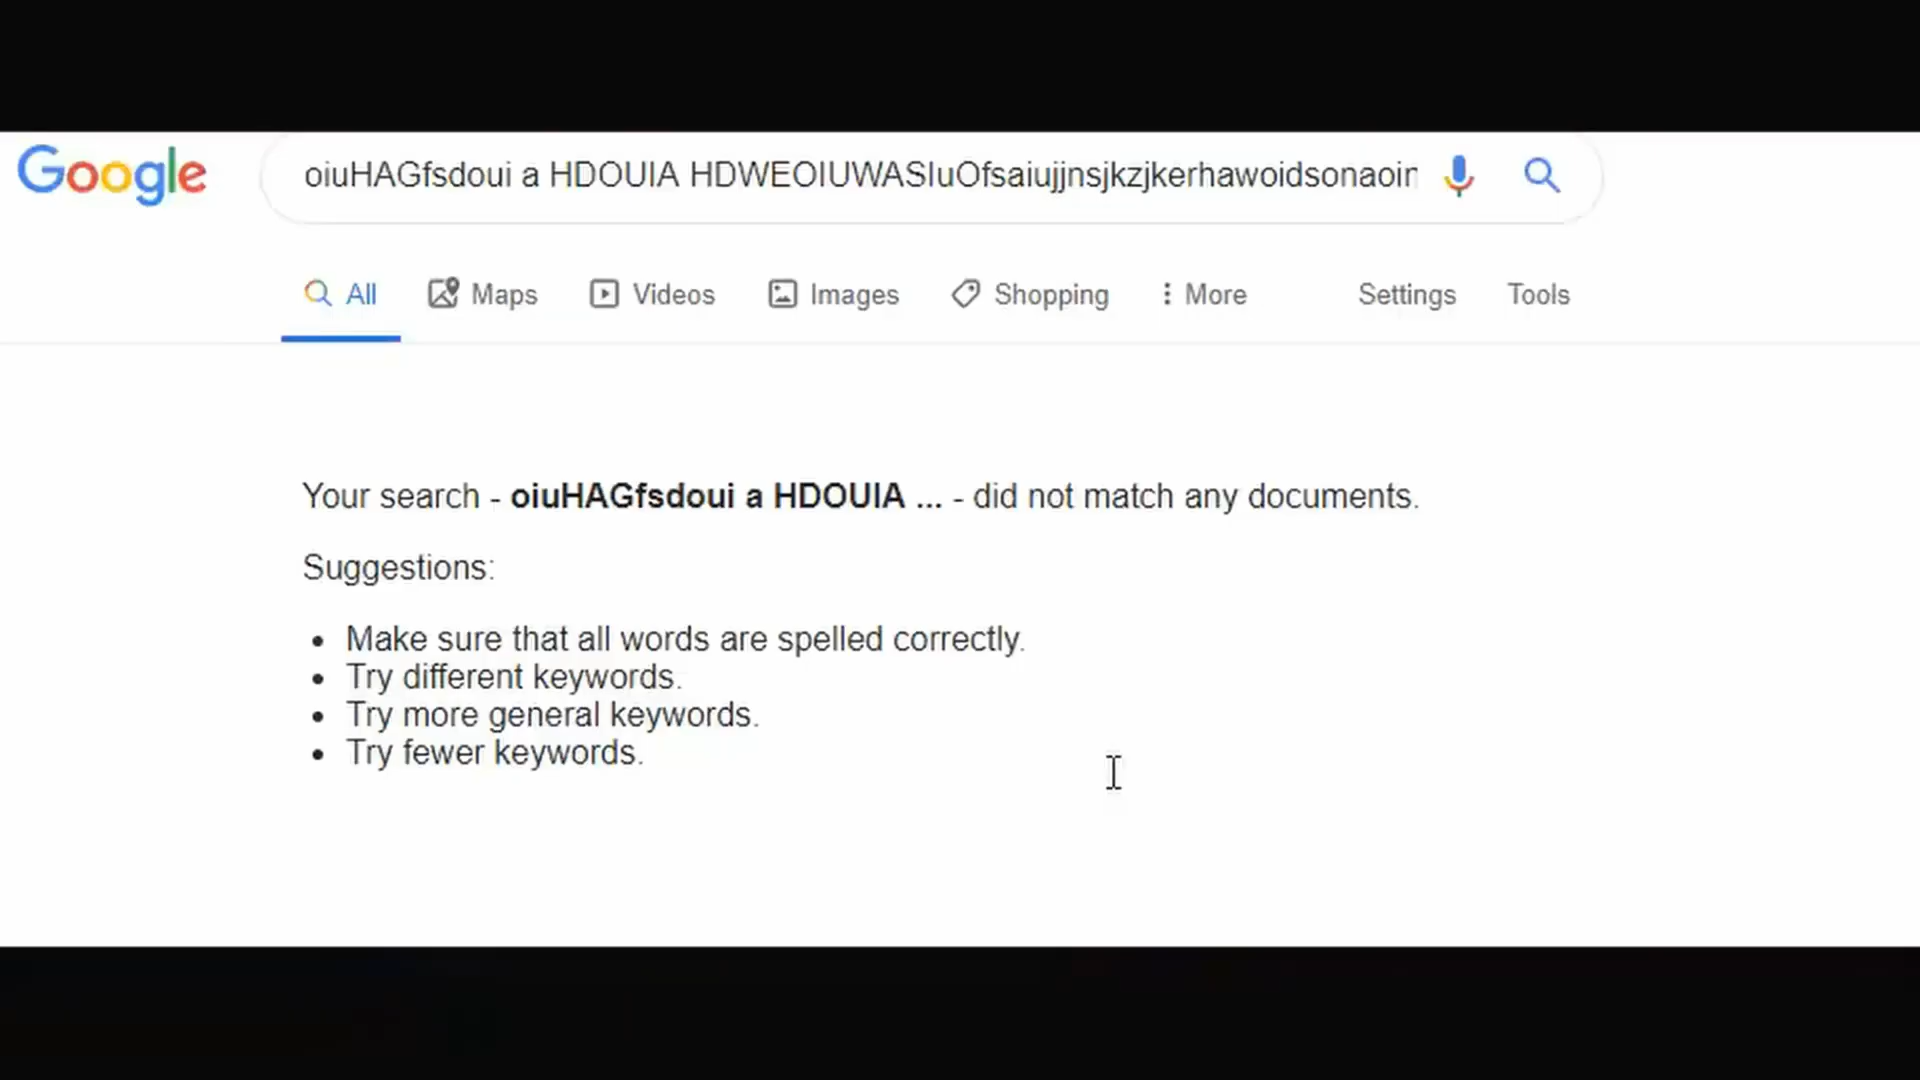 Google
oiuHAGfsdoui a HDOUIA HDWEOIUWASIuOfsaiujjnsjkzjkerhawoidsonaoin
All Maps Videos Images Shopping More Settings Tools
Your search - oiuHAGfsdoui a HDOUIA ... - did not match any documents.
Suggestions:
• Make sure that all words are spelled correctly.
• Try different keywords.
• Try more general keywords.
• Try fewer keywords.